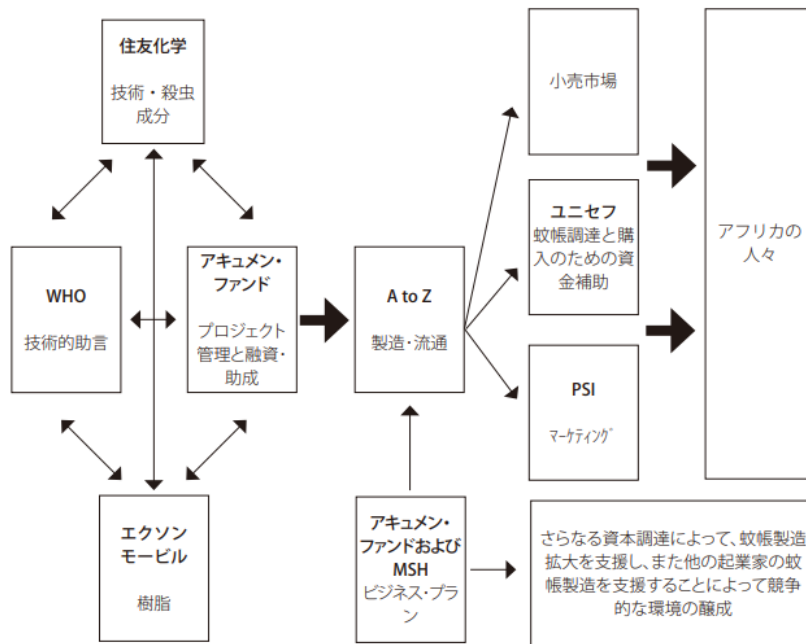 住友化学
技術・殺虫
成分
WHO
技術的助言
アキュメン・
ファンド
プロジェクト
管理と融資・
助成
エクソン
モービル
樹脂
A to Z
製造・流通
アキュメン・
ファンドおよび
MSH
ビジネス・プラ
ン
小売市場
ユニセフ
蚊帳調達と購
入のための資
金補助
PSI
ﾏｰｹﾃｨﾝｸﾞ
アフリカの
人々
さらなる資本調達によって、蚊帳製造
拡大を支援し、また他の起業家の蚊
帳製造を支援することによって競争
的な環境の醸成